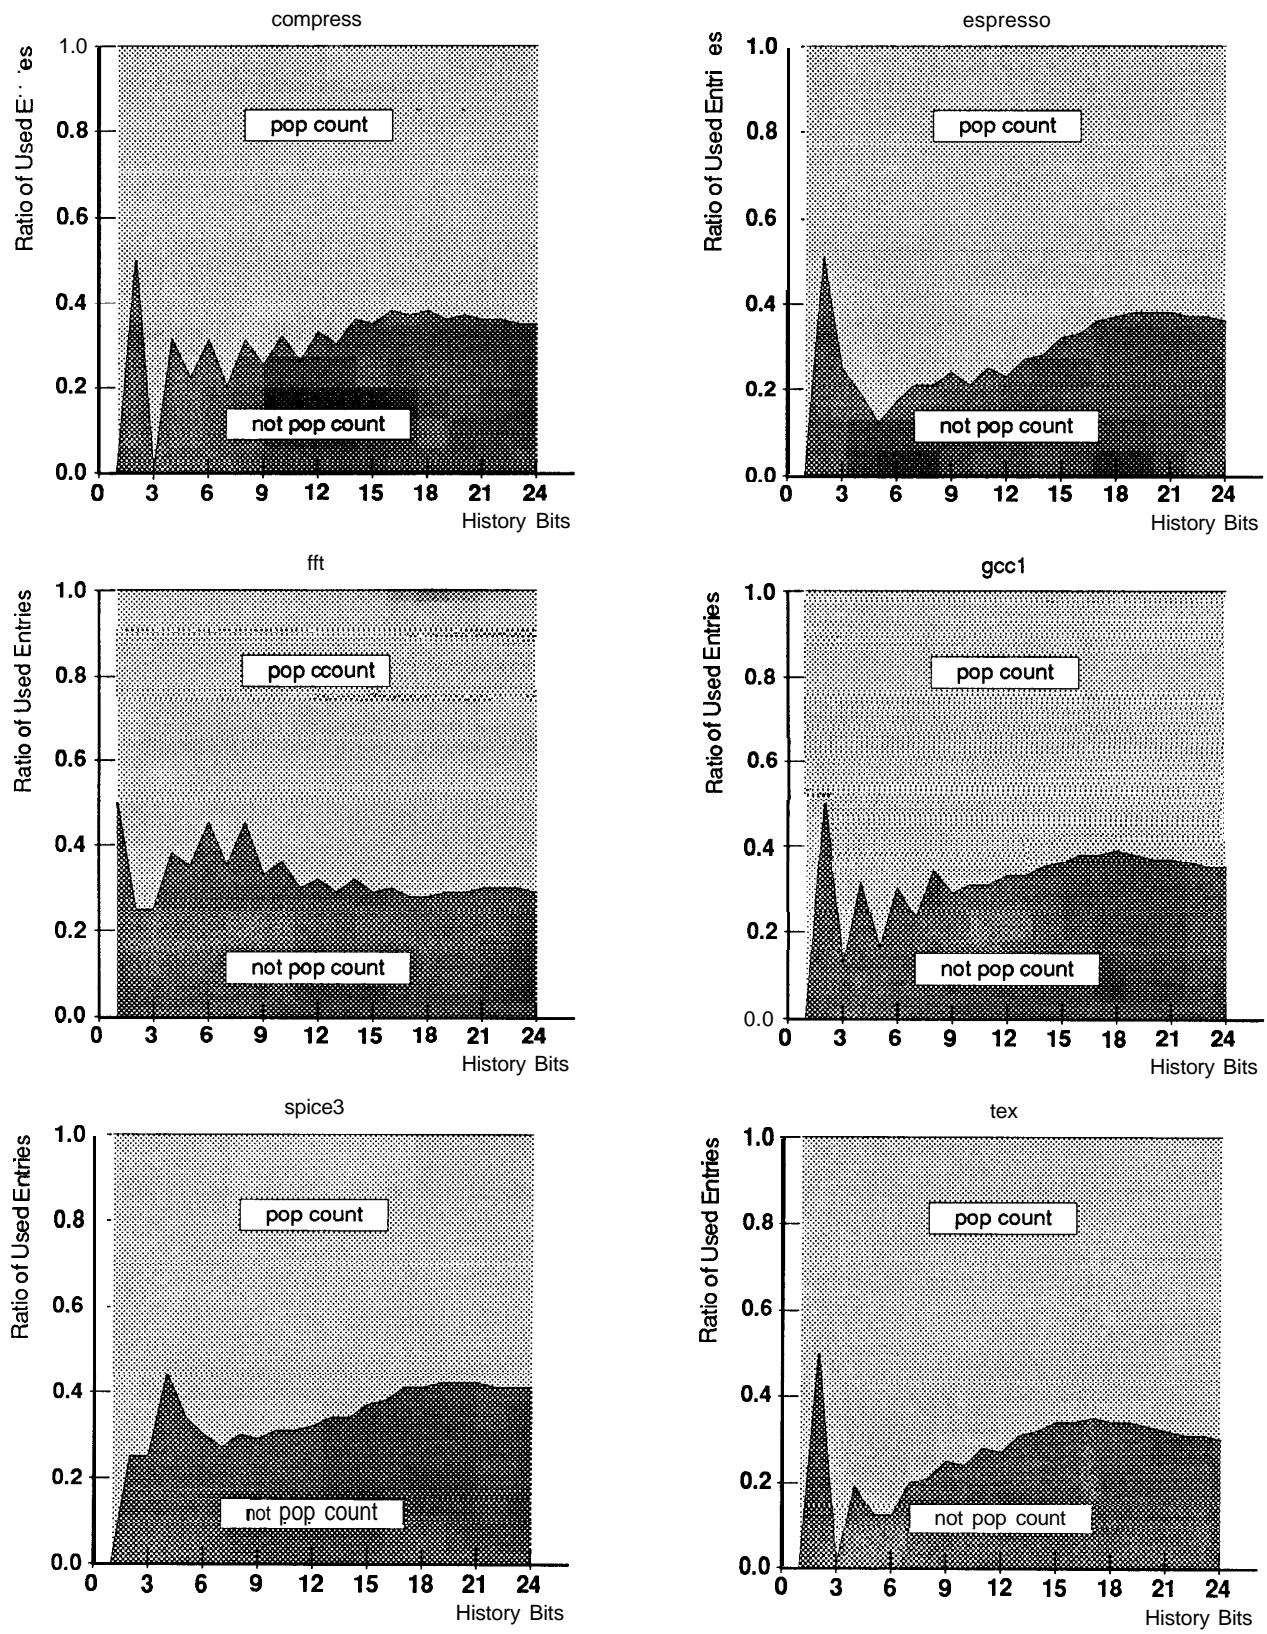 compress
Ratio of Used
1.0
0.8
0.6
0.4
0.2
0.0
pop count
not pop count
0 3 6 9 12 15 18 21 24
History Bits
espresso
Ratio of Used Entri es
1.0
0.8
0.6
0.4
0.2
0.0
pop count
not pop count
0 3 6 9 12 15 18 21 24
History Bits
fft
Ratio of Used Entries
1.0
0.8
0.6
0.4
0.2
0.0
pop ccount
not pop count
0 3 6 9 12 15 18 21 24
History Bits
gcc1
Ratio of Used Entries
1.0
0.8
0.6
0.4
0.2
0.0
pop count
not pop count
0 3 6 9 12 15 18 21 24
History Bits
spice3
Ratio of Used Entries
1.0
0.8
0.6
0.4
0.2
0.0
pop count
not pop count
0 3 6 9 12 15 18 21 24
History Bits
tex
Ratio of Used Entries
1.0
0.8
0.6
0.4
0.2
0.0
pop count
not pop count
0 3 6 9 12 15 18 21 24
History Bits